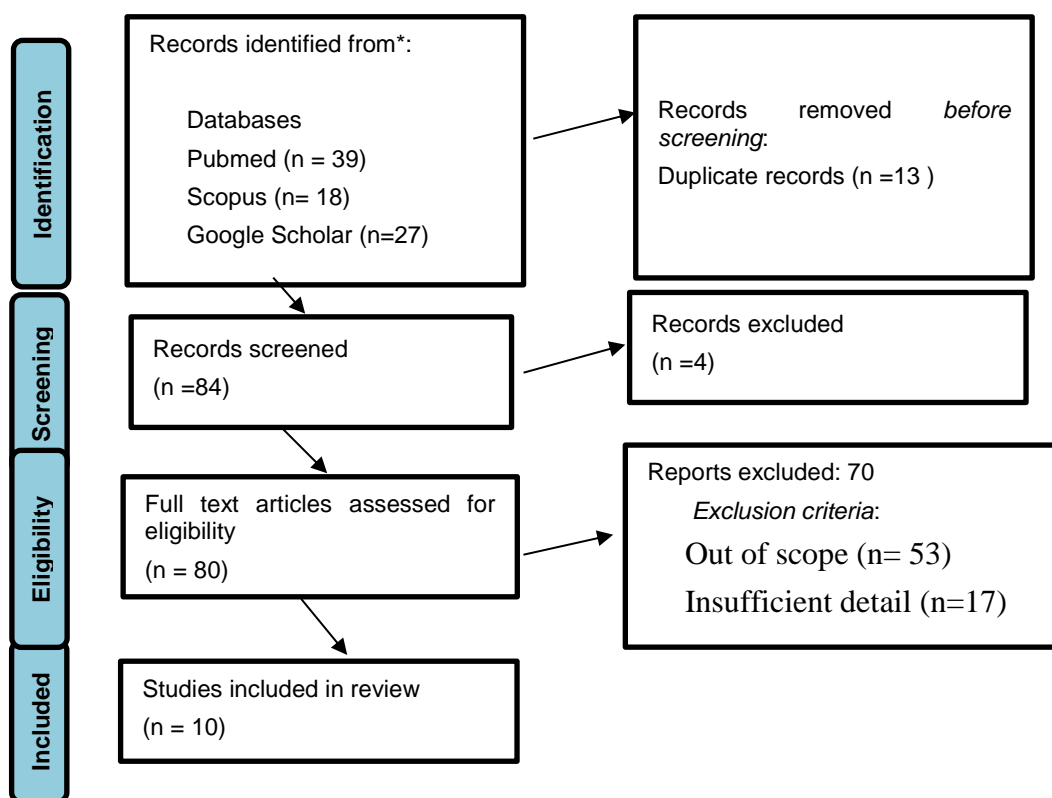 Identification
Records identified from*:
Databases
Pubmed (n = 39)
Scopus (n= 18)
Google Scholar (n=27)
Records removed before
screening:
Duplicate records (n =13 )
Screening
Records screened
(n =84)
Records excluded
(n =4)
Eligibility
Full text articles assessed for
eligibility
(n = 80)
Reports excluded: 70
Exclusion criteria:
Out of scope (n= 53)
Insufficient detail (n=17)
Included
Studies included in review
(n = 10)